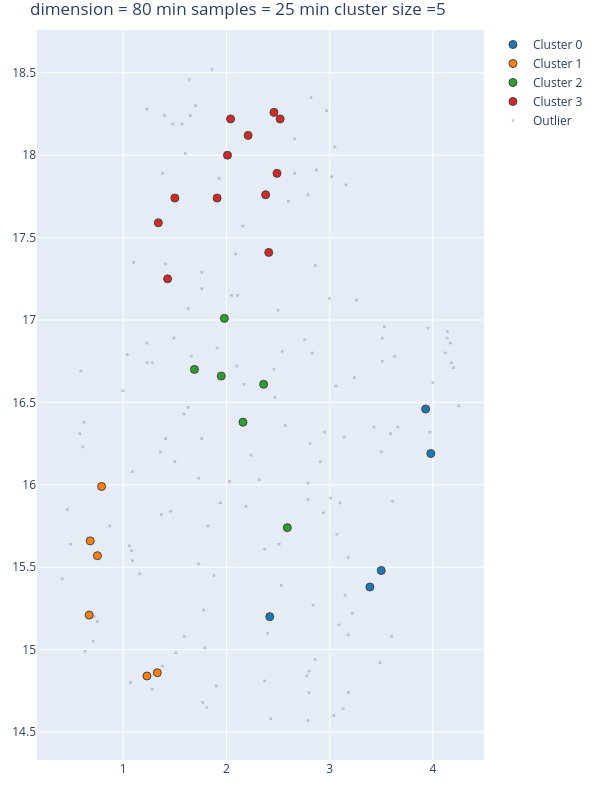 dimension = 80 min samples = 25 min cluster size =5
Cluster 0
Cluster 1
Cluster 2
Cluster 3
Outlier
18.5
18
17.5
17
16.5
16
15.5
15
14.5
1 2 3 4